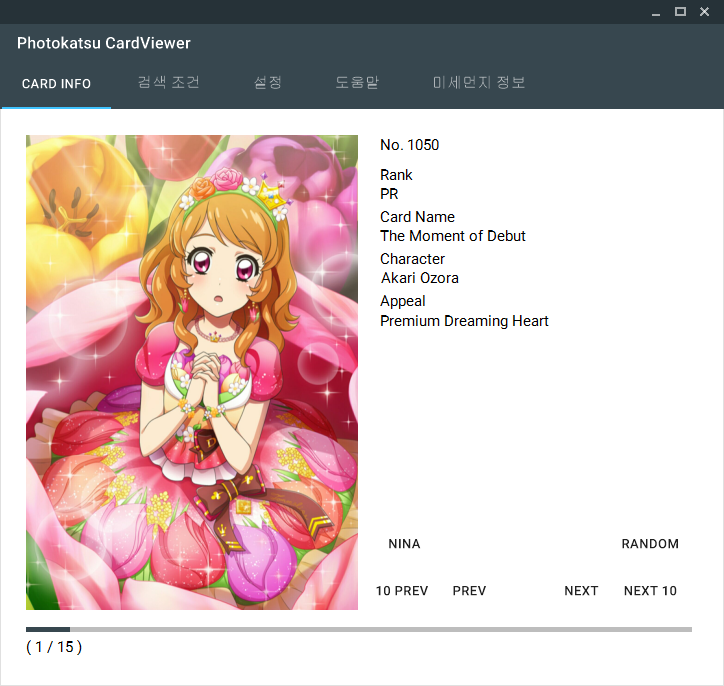 Photokatsu CardViewer
CARD INFO 검색 조건 설정 도움말 미세먼지 정보
No. 1050
Rank
PR
Card Name
The Moment of Debut
Character
Akari Ozora
Appeal
Premium Dreaming Heart
NINA RANDOM
10 PREV PREV NEXT NEXT 10
( 1 / 15 )